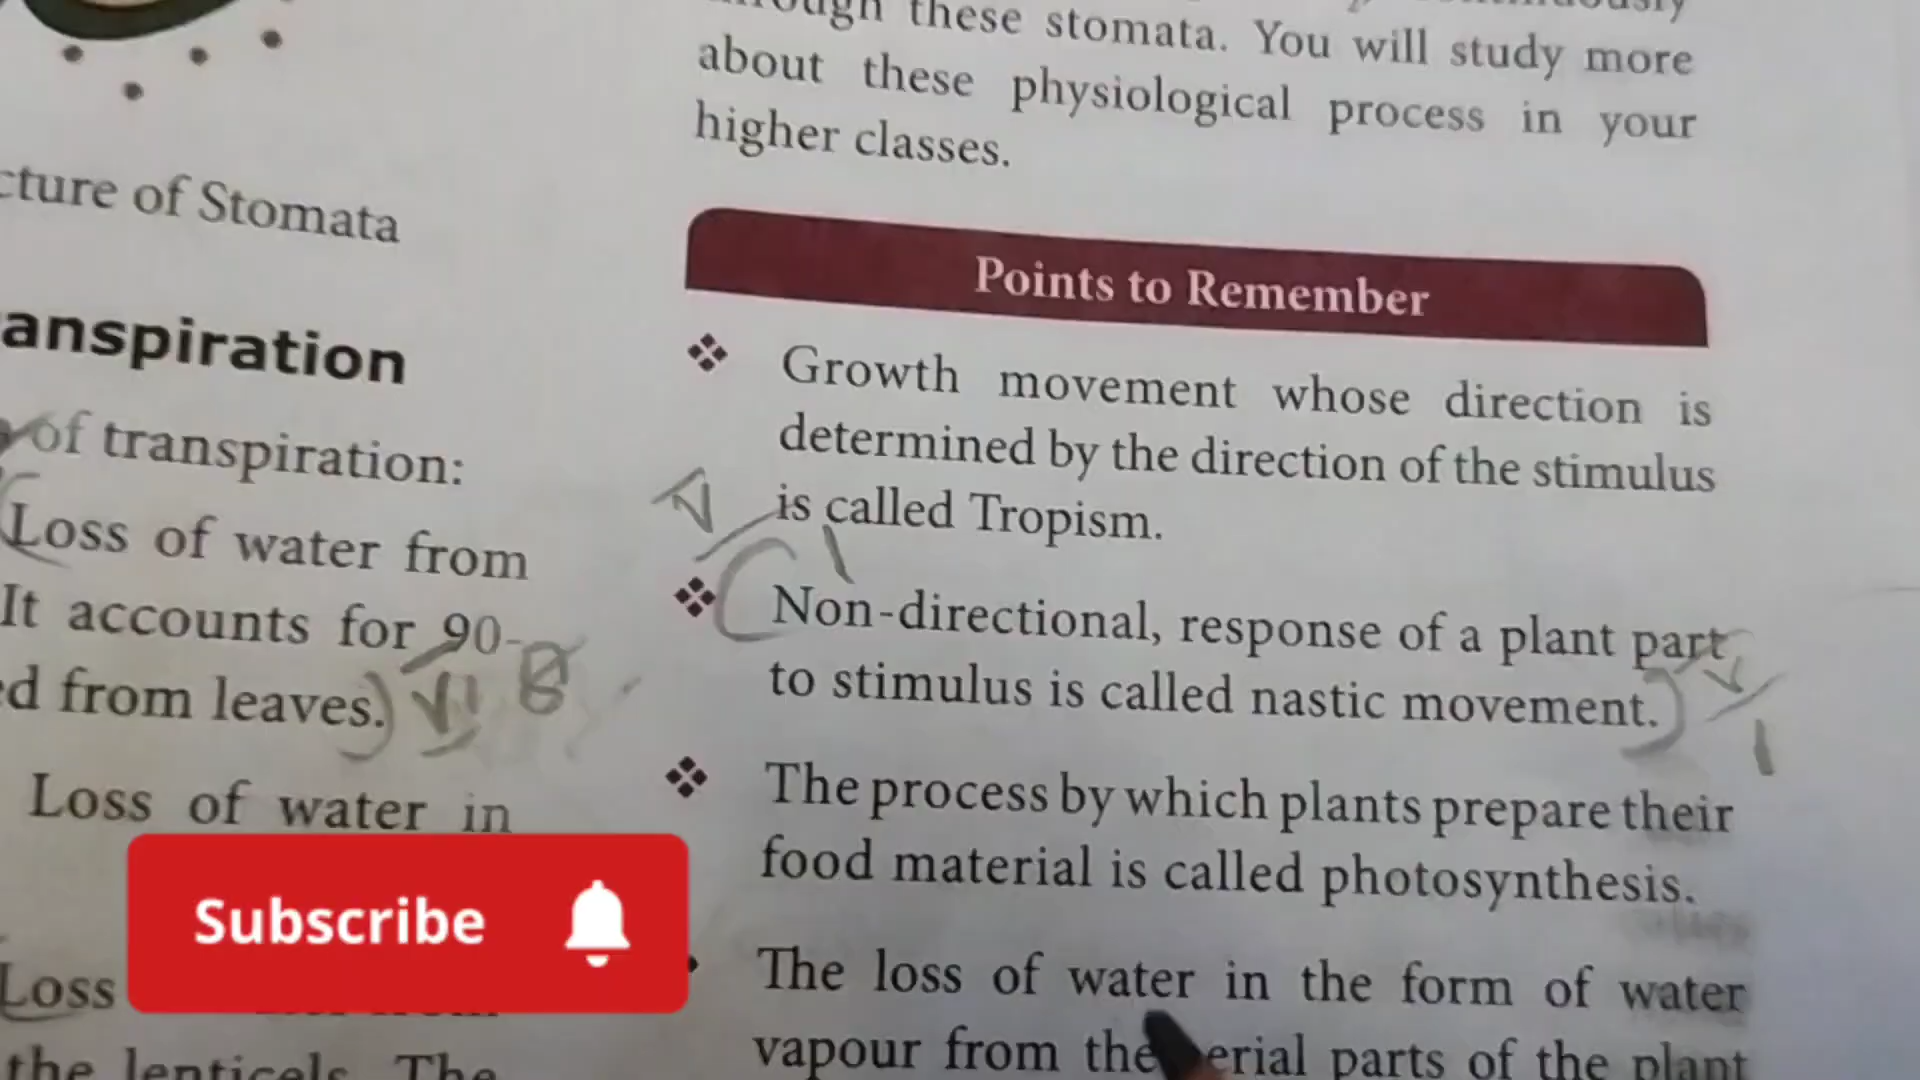 cture of Stomata
anspiration
of transpiration:
Loss of water from
It accounts for 90-
ed from leaves.
Loss of water in
Loss
the lenticels. The
through these stomata. You will study more
about these physiological process in your
higher classes.
Points to Remember
❖ Growth movement whose direction is
determined by the direction of the stimulus
is called Tropism.
❖ Non-directional, response of a plant part
to stimulus is called nastic movement.
❖ The process by which plants prepare their
food material is called photosynthesis.
The loss of water in the form of water
vapour from the erial parts of the plant
Subscribe